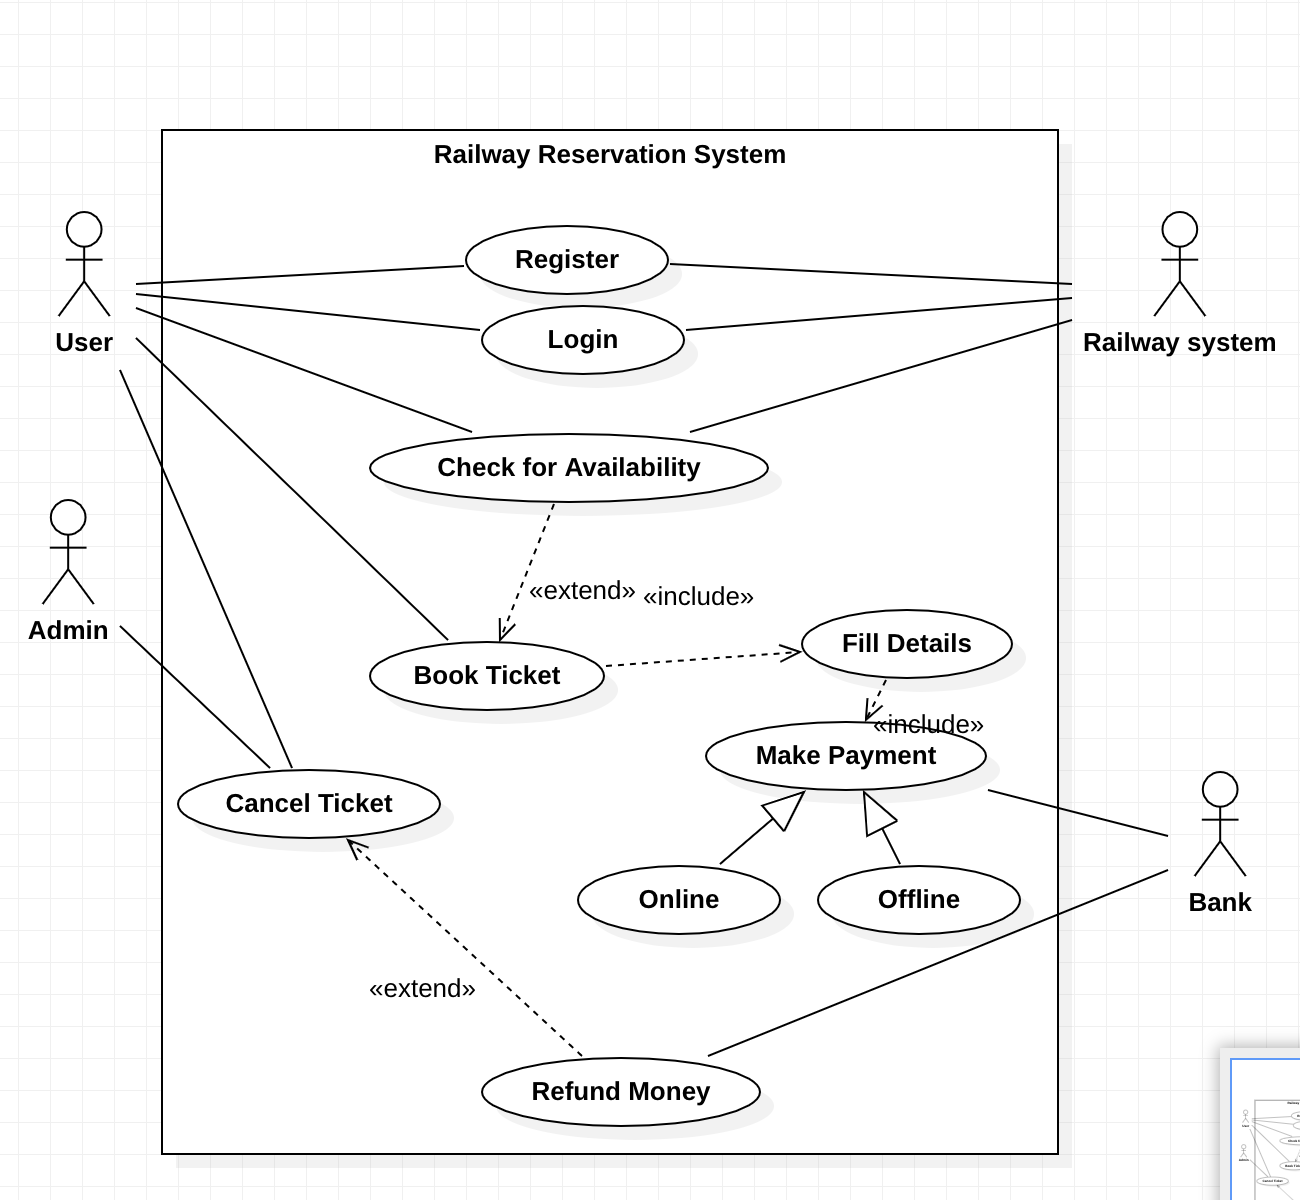 Railway Reservation System
Register
Login
User
Railway system
Check for Availability
«extend»
«include»
Admin
Fill Details
Book Ticket
«include»
Make Payment
Cancel Ticket
Online
Offline
Bank
«extend»
Refund Money